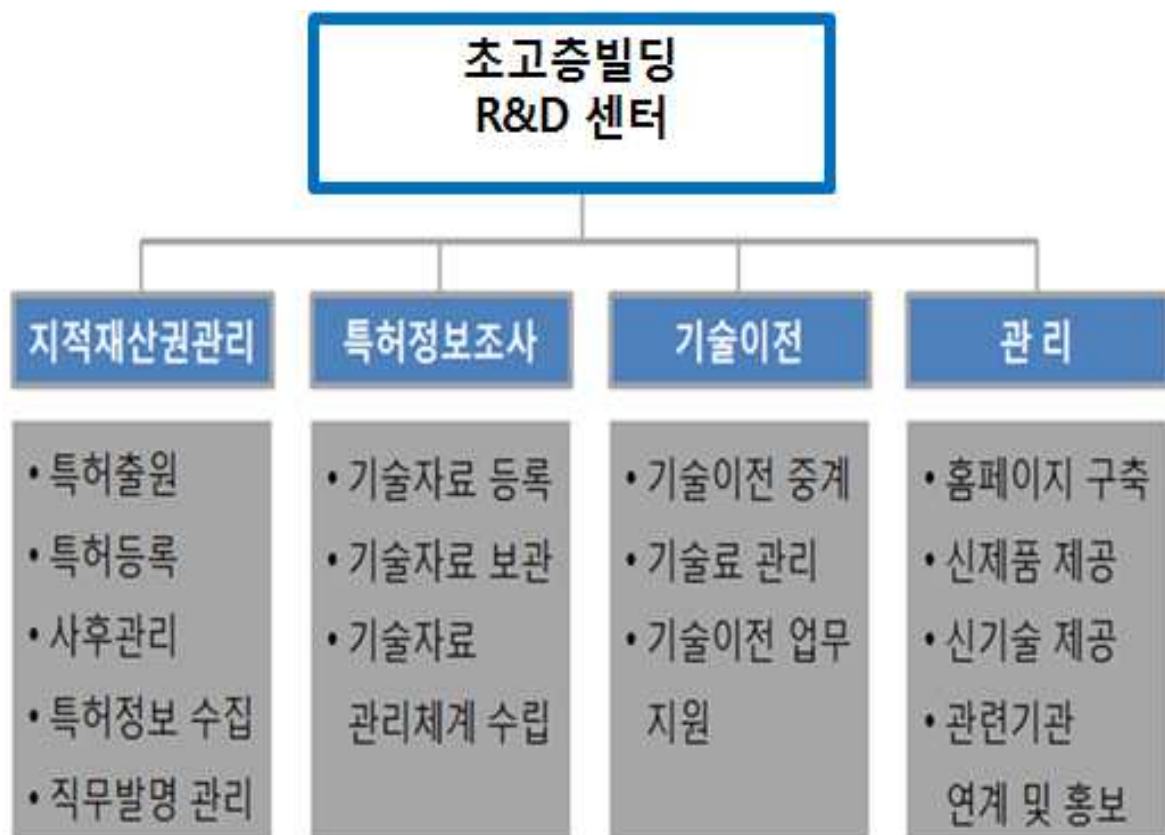 초고층빌딩
R&D 센터
지적재산권관리
• 특허출원
• 특허등록
• 사후관리
• 특허정보 수집
• 직무발명 관리
특허정보조사
• 기술자료 등록
• 기술자료 보관
• 기술자료
관리체계 수립
기술이전
• 기술이전 중계
• 기술료 관리
• 기술이전 업무
지원
관 리
• 홈페이지 구축
• 신제품 제공
• 신기술 제공
• 관련기관
연계 및 홍보